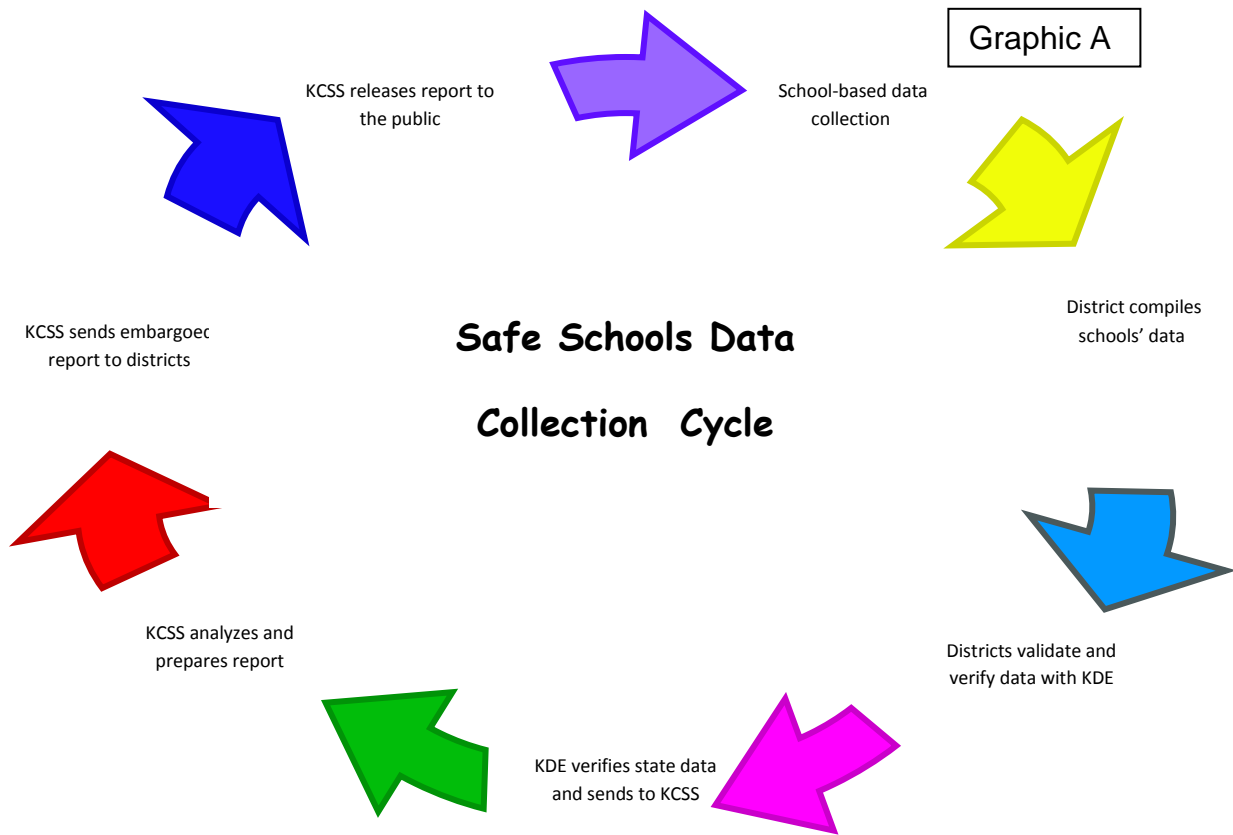 Graphic A
KCSS releases report to
the public
School-based data
collection
District compiles
schools’ data
Districts validate and
verify data with KDE
KDE verifies state data
and sends to KCSS
KCSS analyzes and
prepares report
KCSS sends embargoed
report to districts
Safe Schools Data
Collection Cycle